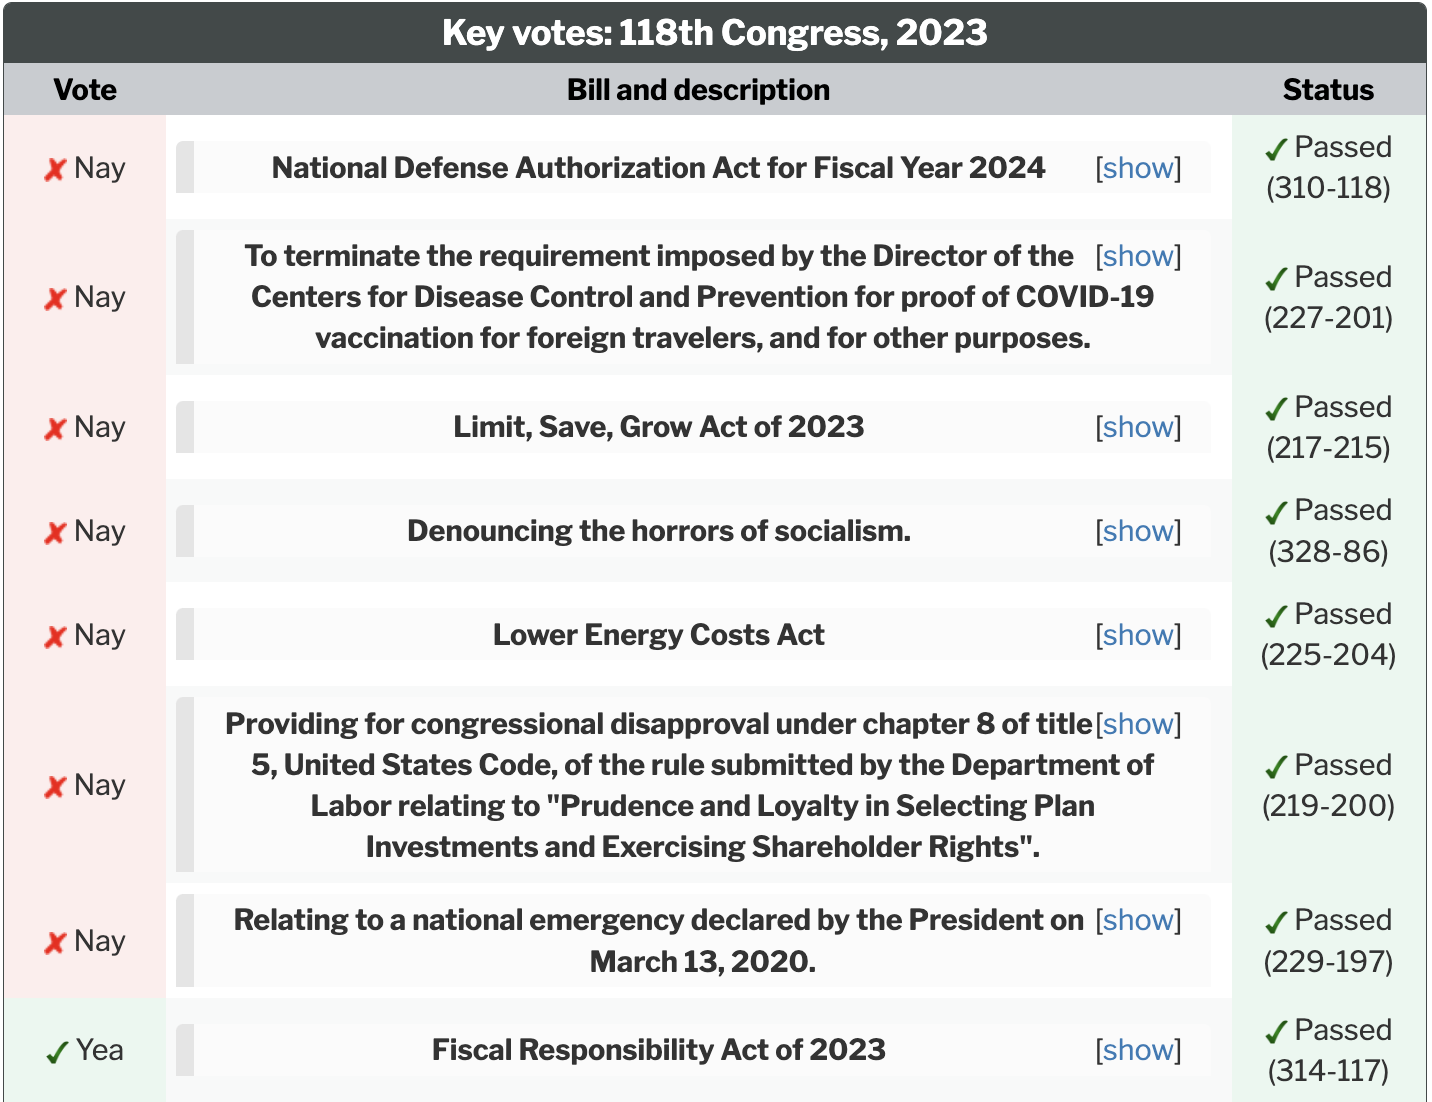 Key votes: 118th Congress, 2023
Vote Bill and description Status
Nay National Defense Authorization Act for Fiscal Year 2024 [show] Passed
(310-118)
To terminate the requirement imposed by the Director of the [show]
Nay Centers for Disease Control and Prevention for proof of COVID-19 Passed
vaccination for foreign travelers, and for other purposes. (227-201)
Nay Limit, Save, Grow Act of 2023 [show] Passed
(217-215)
Nay Denouncing the horrors of socialism. [show] Passed
(328-86)
Nay Lower Energy Costs Act [show] Passed
(225-204)
Providing for congressional disapproval under chapter 8 of title [show]
5, United States Code, of the rule submitted by the Department of Passed
Nay Labor relating to "Prudence and Loyalty in Selecting Plan (219-200)
Investments and Exercising Shareholder Rights".
Nay Relating to a national emergency declared by the President on [show] Passed
March 13, 2020. (229-197)
Yea Fiscal Responsibility Act of 2023 [show] Passed
(314-117)